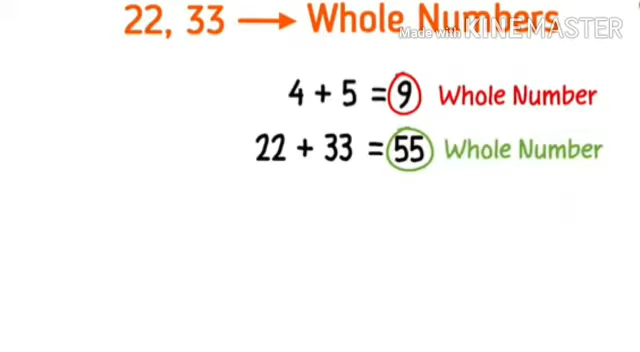 22, 33 → Whole Numbers
Made with KINEMASTER
4 + 5 = 9 Whole Number
22 + 33 = 55 Whole Number